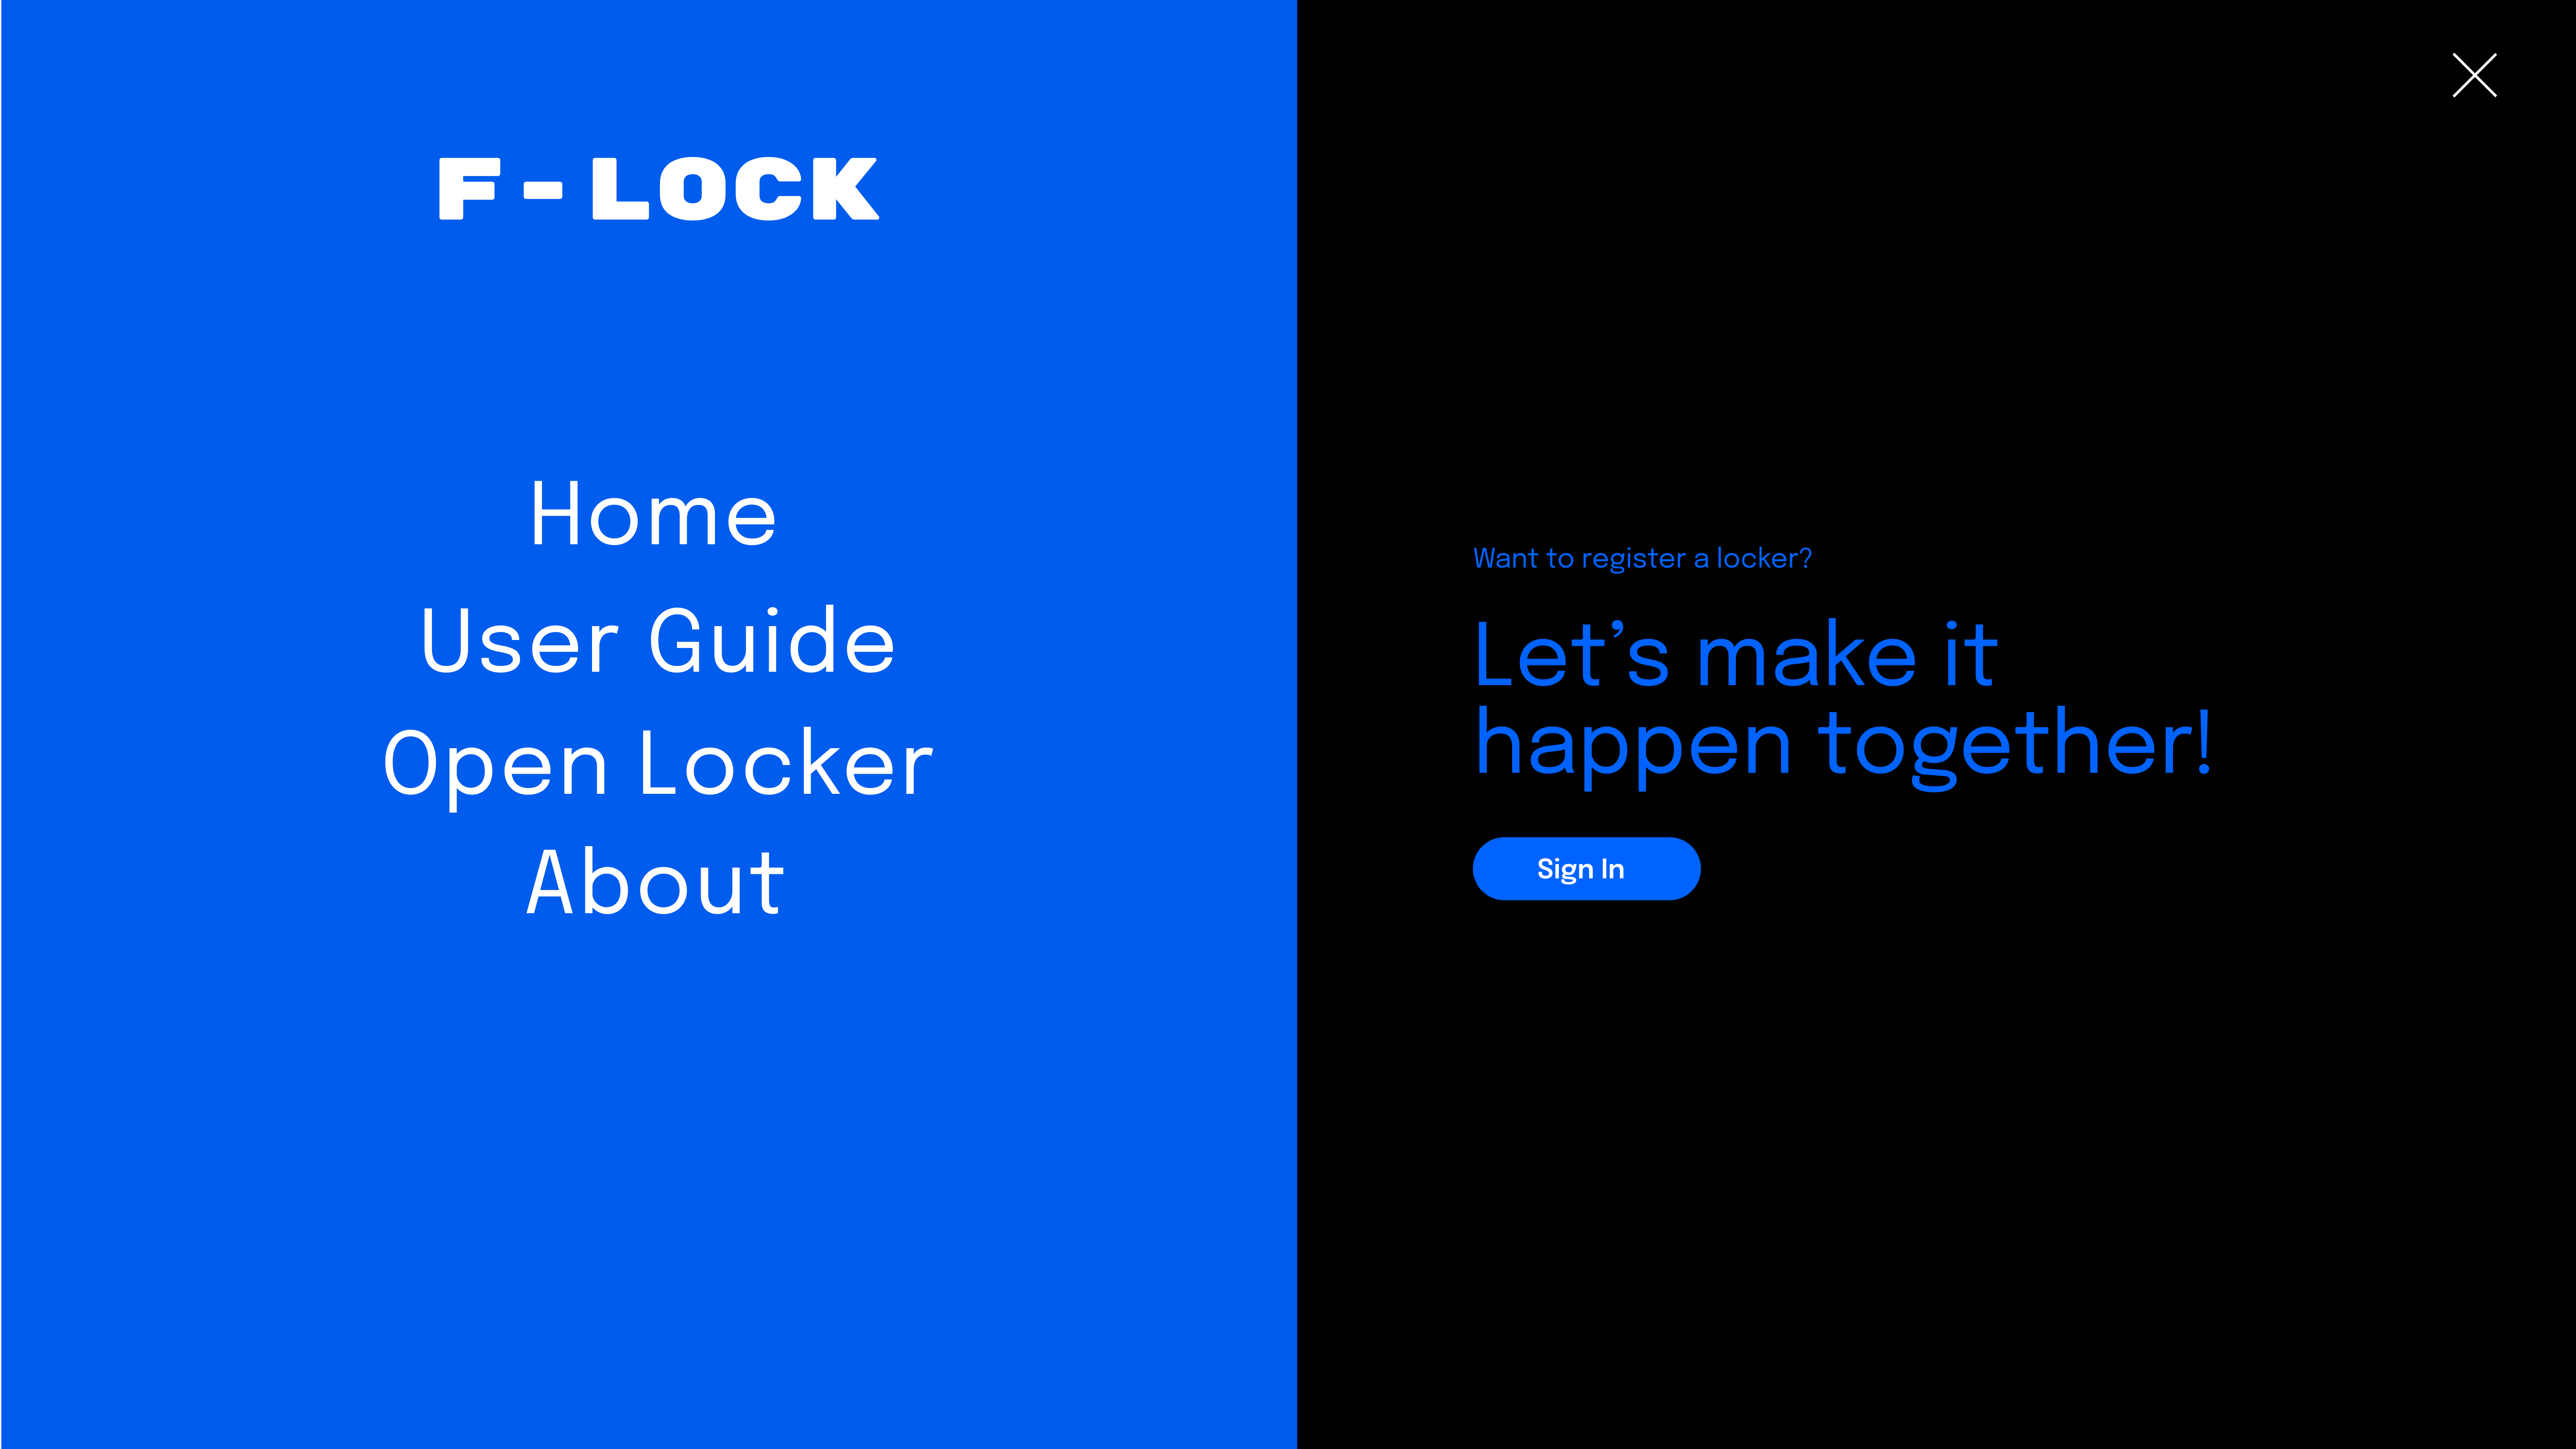 F-LOCK
Home
User Guide
Open Locker
About
Want to register a locker?
Let’s make it
happen together!
Sign In